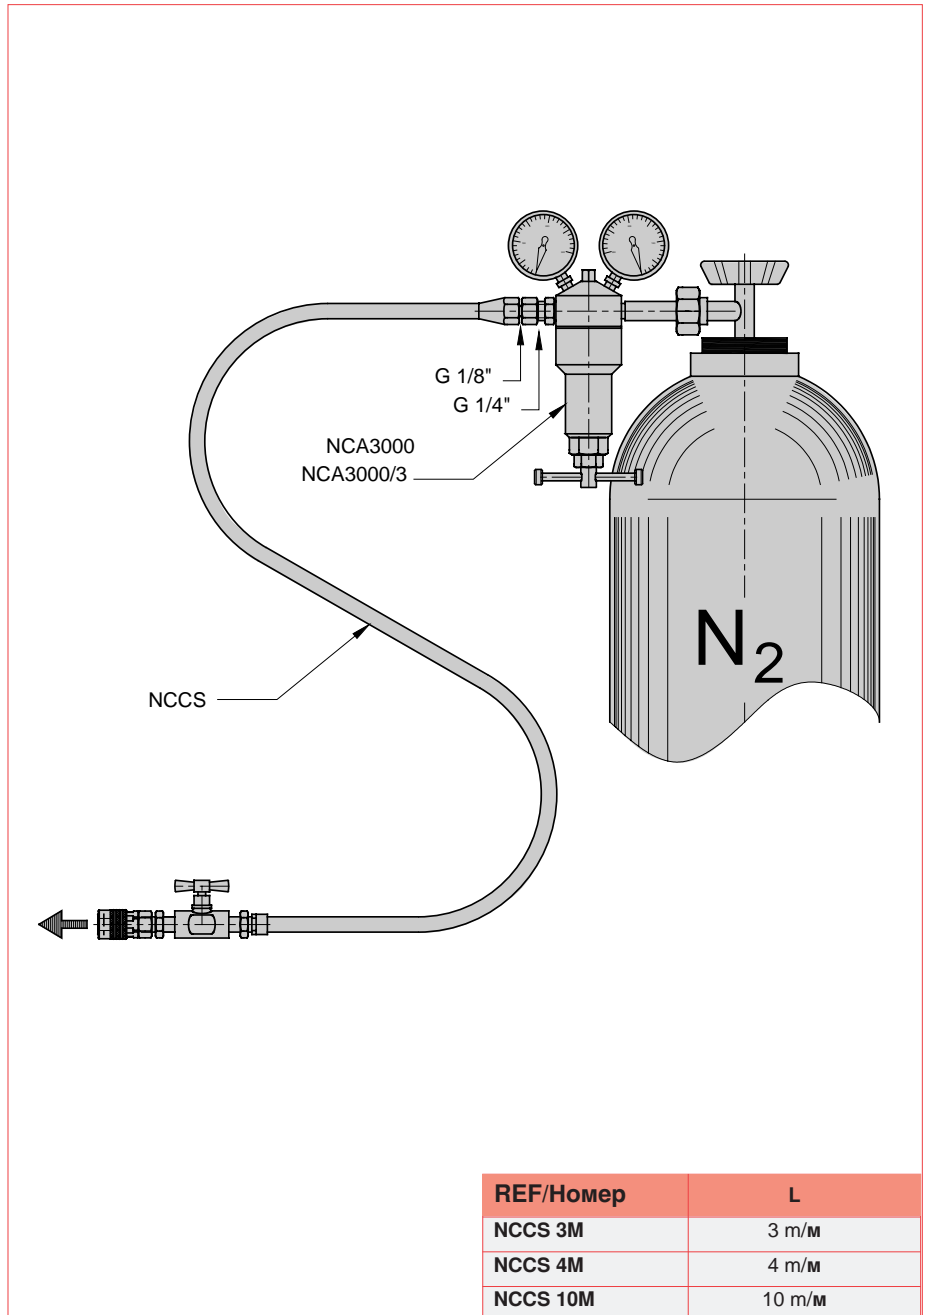 G 1/8"
G 1/4"
NCA3000
NCA3000/3
N2
NCCS
REF/Номер L
NCCS 3M 3 m/м
NCCS 4M 4 m/м
NCCS 10M 10 m/м